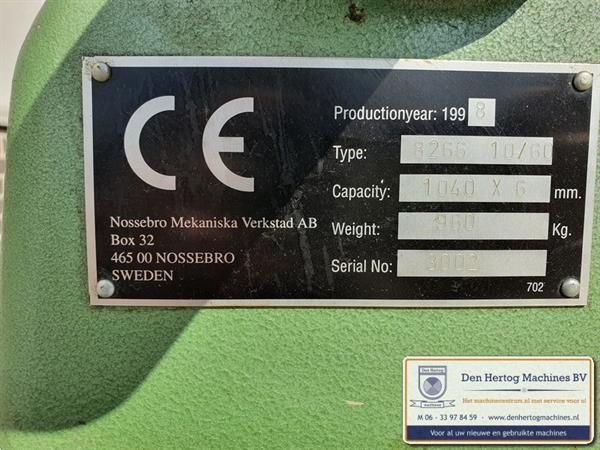 CE
Nossebro Mekaniska Verkstad AB
Box 32
465 00 NOSSEBRO
SWEDEN
Productionyear: 1998
Type: 8266 10/60
Capacity: 1040 X 6 mm.
Weight: 960 Kg.
Serial No: 3002
702
Den Hertog Machines BV
Het machinecentrum.nl met service voor u!
M 06 - 33 97 84 59 · www.denhertogmachines.nl
Voor al uw nieuwe en gebruikte machines